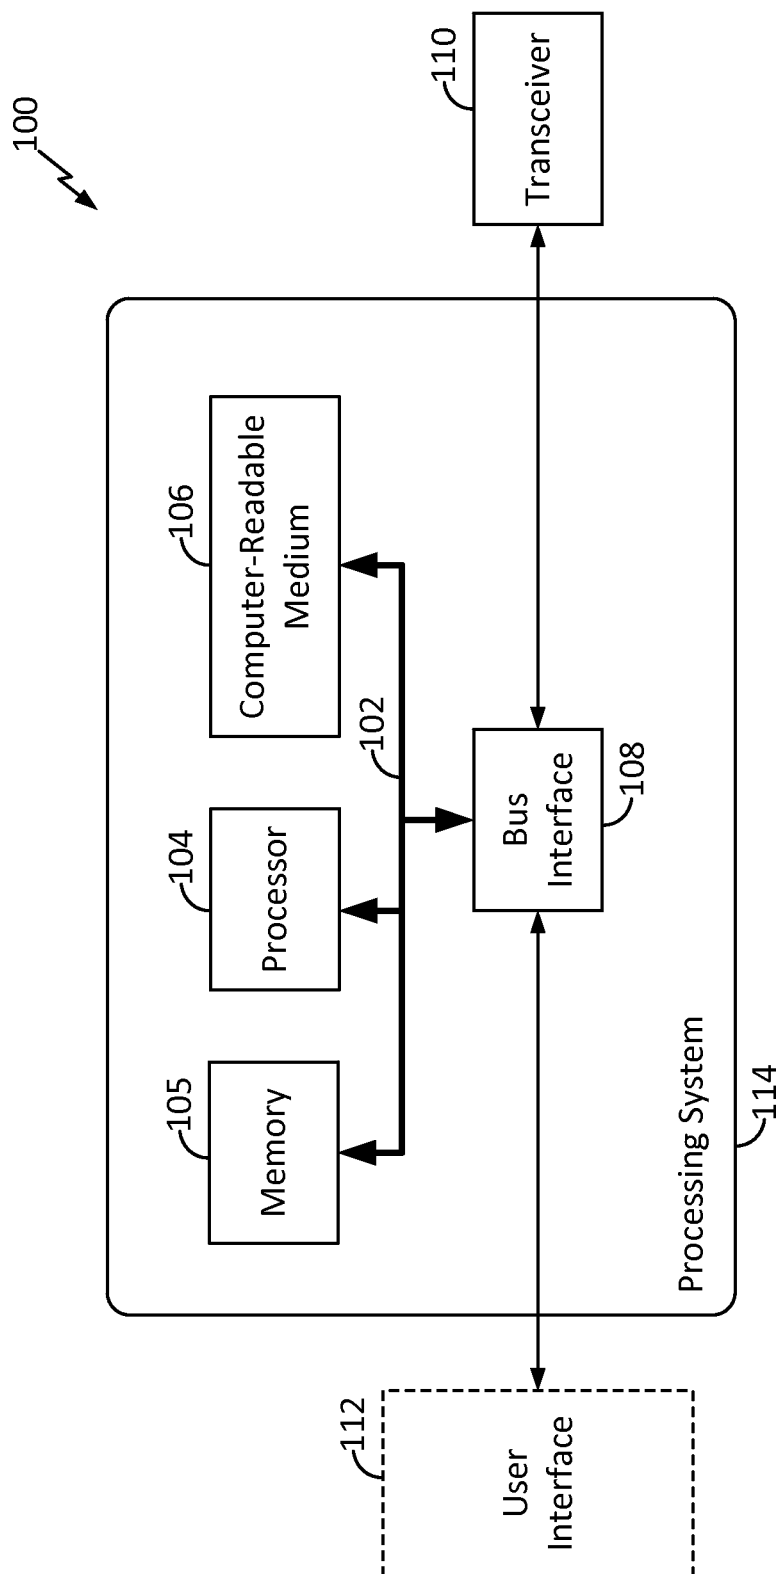 100
105
104
106
Memory
Processor
Computer-Readable
Medium
102
112
110
User
Interface
Bus
Interface
Transceiver
108
Processing System
114